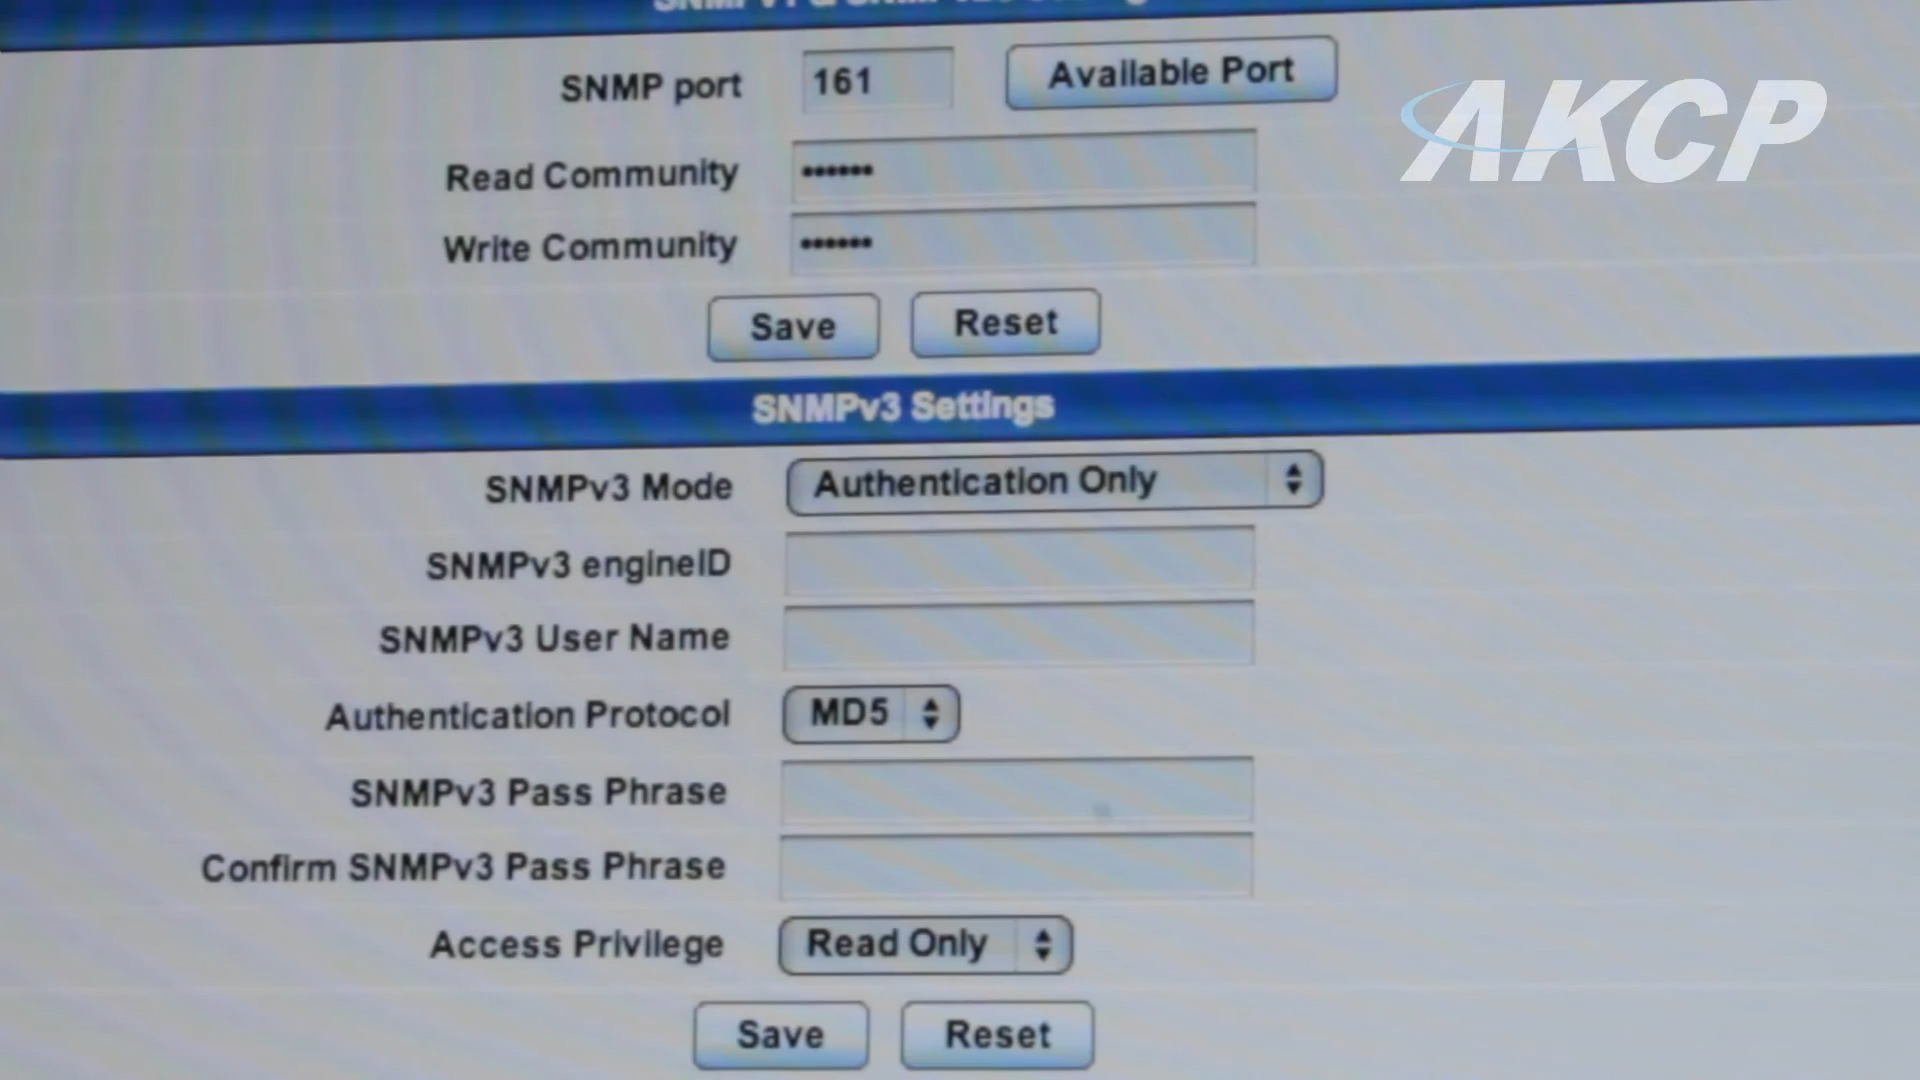 SNMP port 161 Available Port
AKCP
Read Community ••••••
Write Community ••••••
Save Reset
SNMPv3 Settings
SNMPv3 Mode Authentication Only
SNMPv3 engineID
SNMPv3 User Name
Authentication Protocol MD5
SNMPv3 Pass Phrase
Confirm SNMPv3 Pass Phrase
Access Privilege Read Only
Save Reset